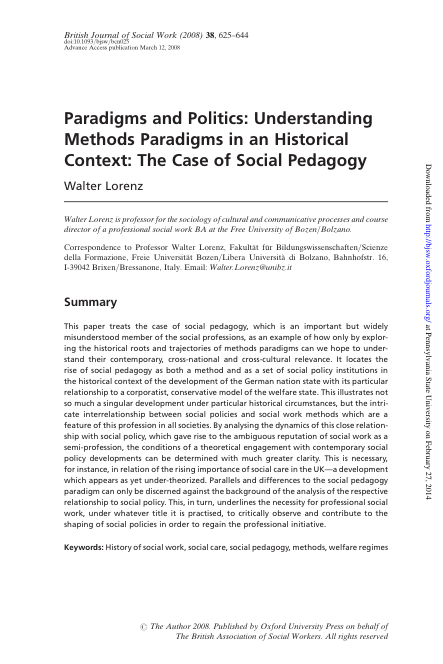 British Journal of Social Work (2008) 38, 625–644
doi:10.1093/bjsw/bcn025
Advance Access publication March 12, 2008
Paradigms and Politics: Understanding
Methods Paradigms in an Historical
Context: The Case of Social Pedagogy
Walter Lorenz
Walter Lorenz is professor for the sociology of cultural and communicative processes and course
director of a professional social work BA at the Free University of Bozen/Bolzano.
Correspondence to Professor Walter Lorenz, Fakultät für Bildungswissenschaften/Scienze
della Formazione, Freie Universität Bozen/Libera Università di Bolzano, Bahnhofstr. 16,
I-39042 Brixen/Bressanone, Italy. Email: Walter.Lorenz@unibz.it
Summary
This paper treats the case of social pedagogy, which is an important but widely
misunderstood member of the social professions, as an example of how only by explor-
ing the historical roots and trajectories of methods paradigms can we hope to under-
stand their contemporary, cross-national and cross-cultural relevance. It locates the
rise of social pedagogy as both a method and as a set of social policy institutions in
the historical context of the development of the German nation state with its particular
relationship to a corporatist, conservative model of the welfare state. This illustrates not
so much a singular development under particular historical circumstances, but the intri-
cate interrelationship between social policies and social work methods which are a
feature of this profession in all societies. By analysing the dynamics of this close relation-
ship with social policy, which gave rise to the ambiguous reputation of social work as a
semi-profession, the conditions of a theoretical engagement with contemporary social
policy developments can be determined with much greater clarity. This is necessary,
for instance, in relation of the rising importance of social care in the UK—a development
which appears as yet under-theorized. Parallels and differences to the social pedagogy
paradigm can only be discerned against the background of the analysis of the respective
relationship to social policy. This, in turn, underlines the necessity for professional social
work, under whatever title it is practised, to critically observe and contribute to the
shaping of social policies in order to regain the professional initiative.
Keywords: History of social work, social care, social pedagogy, methods, welfare regimes
© The Author 2008. Published by Oxford University Press on behalf of
The British Association of Social Workers. All rights reserved
Downloaded from http://bjsw.oxfordjournals.org/ at Pennsylvania State University on February 27, 2014